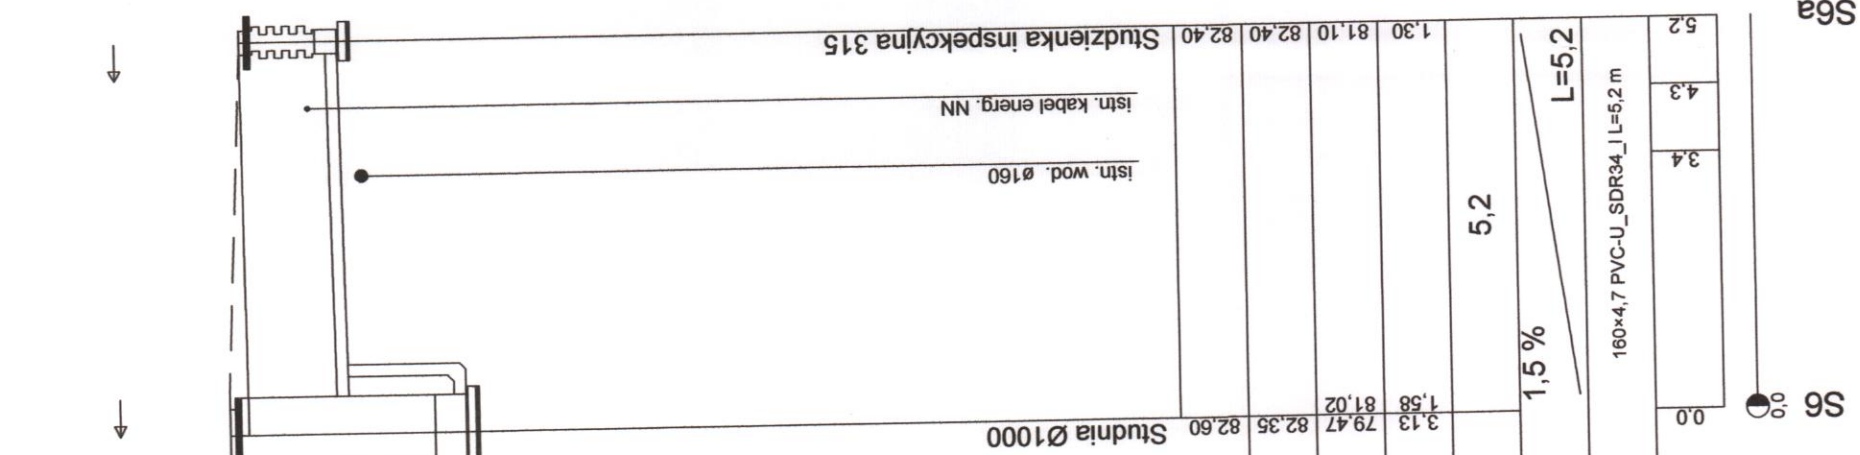 S6a
Studzienka inspekcyjna 315
82,40
82,40
81,10
1,30
5,2
L=5,2
istn. kabel energ. NN
4,3
istn. wod. ø160
3,4
5,2
160×4,7 PVC-U_SDR34_I L=5,2 m
1,5 %
81,02
1,58
Studnia Ø1000
82,60
82,35
79,47
3,13
0,0
0,0
S6